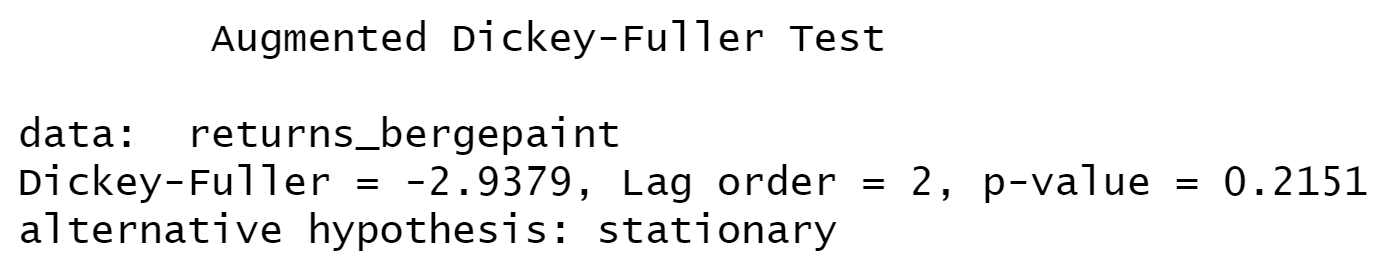 Augmented Dickey-Fuller Test
data:  returns_bergepaint
Dickey-Fuller = -2.9379, Lag order = 2, p-value = 0.2151
alternative hypothesis: stationary